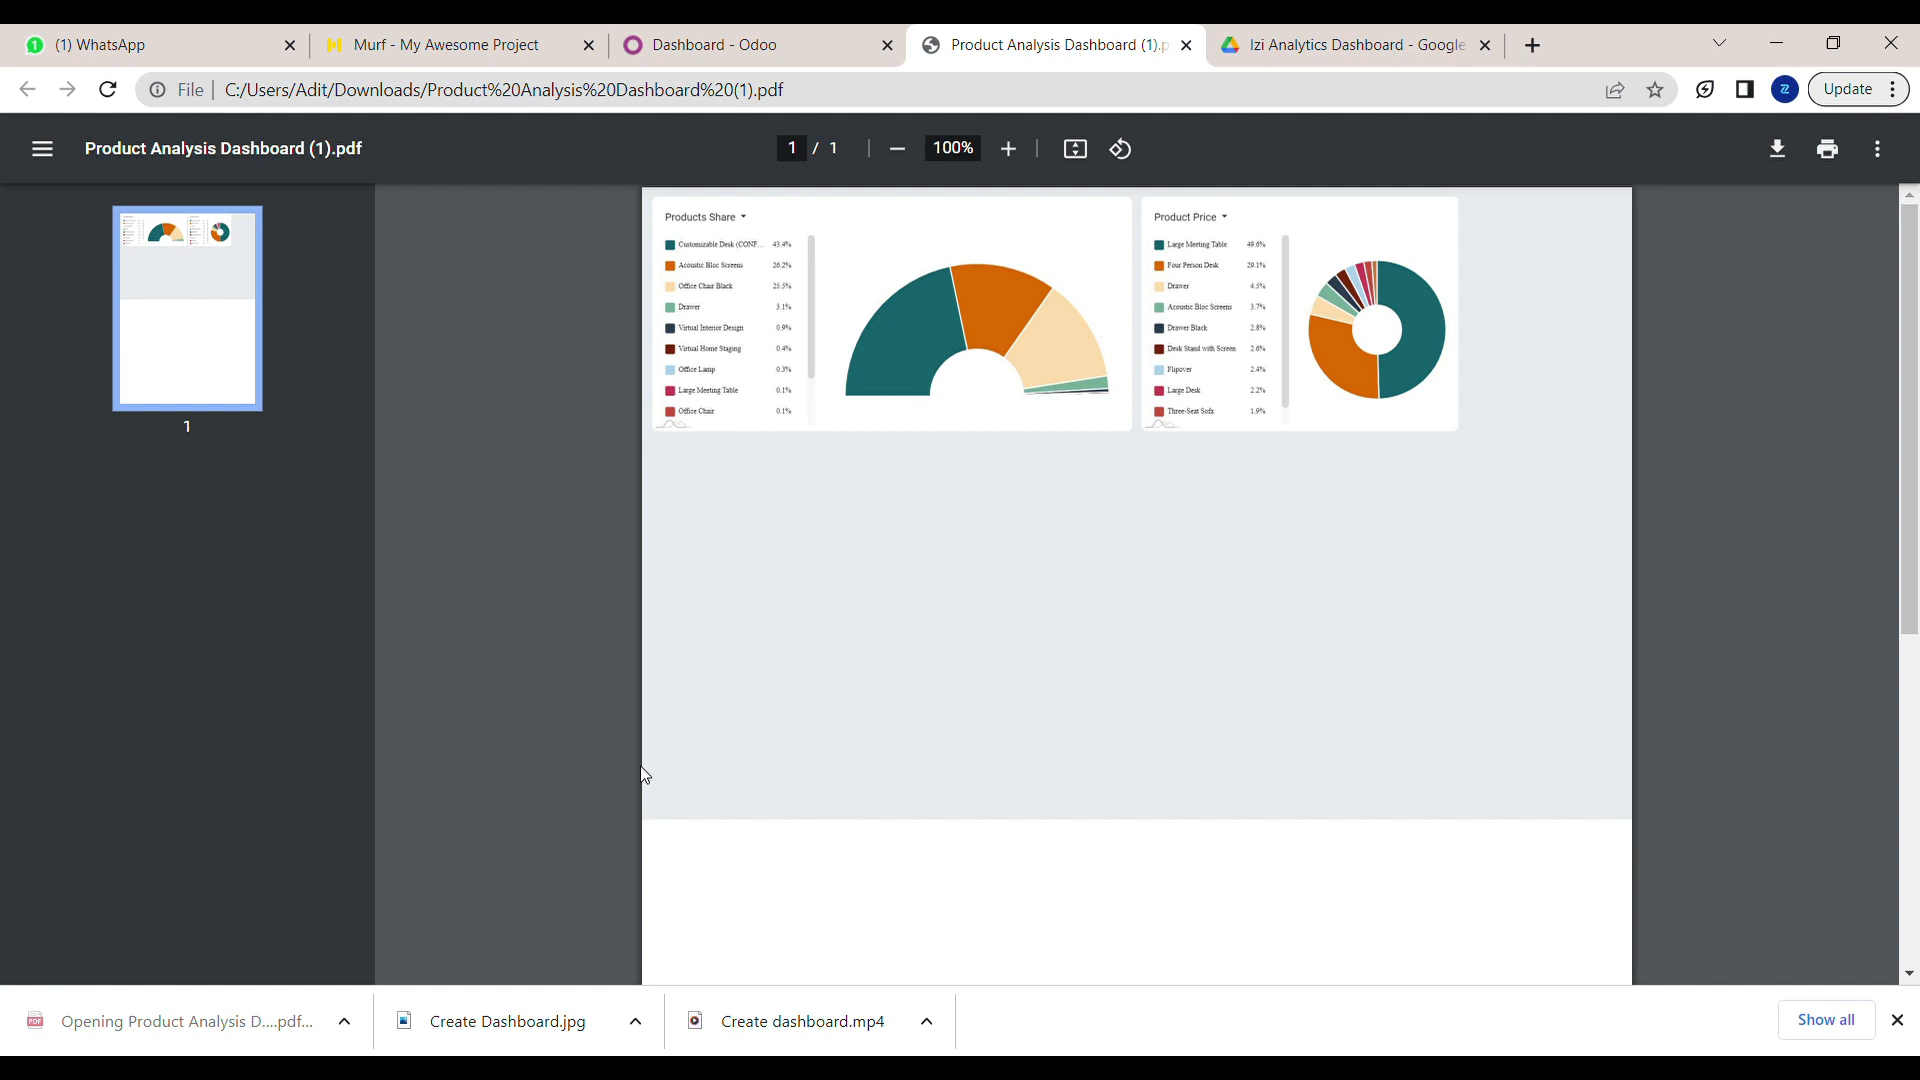 (1) WhatsApp
Murf - My Awesome Project
Dashboard - Odoo
Product Analysis Dashboard (1).p
Izi Analytics Dashboard - Google
File
C:/Users/Adit/Downloads/Product%20Analysis%20Dashboard%20(1).pdf
z
Update
Product Analysis Dashboard (1).pdf
1 / 1
100%
1
Products Share
Customizable Desk (CONF... 43.4%
Acoustic Bloc Screens 26.2%
Office Chair Black 25.5%
Drawer 3.1%
Virtual Interior Design 0.9%
Virtual Home Staging 0.4%
Office Lamp 0.3%
Large Meeting Table 0.1%
Office Chair 0.1%
Product Price
Large Meeting Table 49.6%
Four Person Desk 29.1%
Drawer 4.5%
Acoustic Bloc Screens 3.7%
Drawer Black 2.8%
Desk Stand with Screen 2.6%
Flipover 2.4%
Large Desk 2.2%
Three-Seat Sofa 1.9%
PDF
Opening Product Analysis D....pdf...
Create Dashboard.jpg
Create dashboard.mp4
Show all